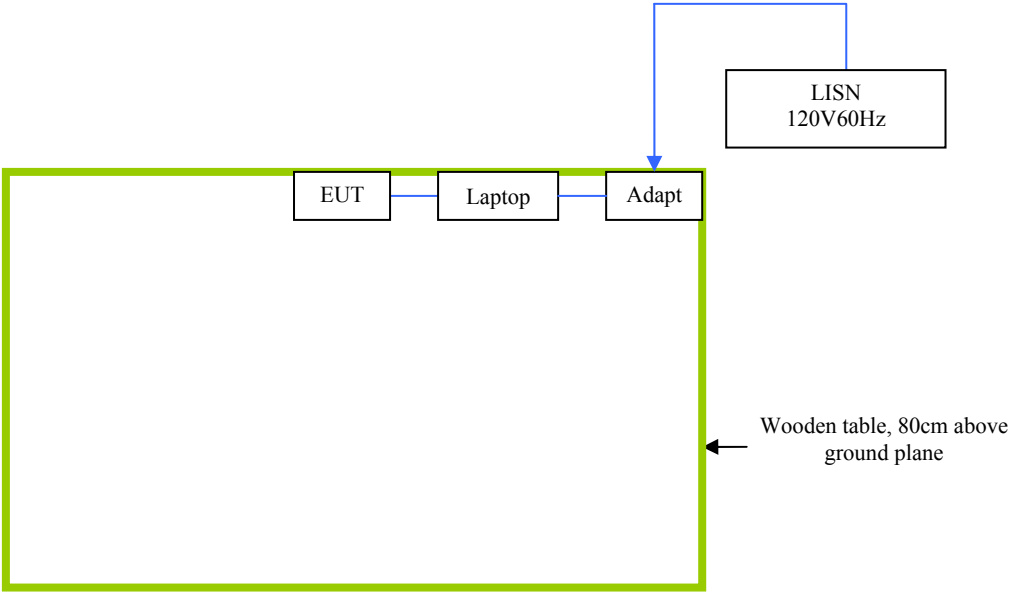 LISN
120V60Hz
EUT
Laptop
Adapt
Wooden table, 80cm above
ground plane